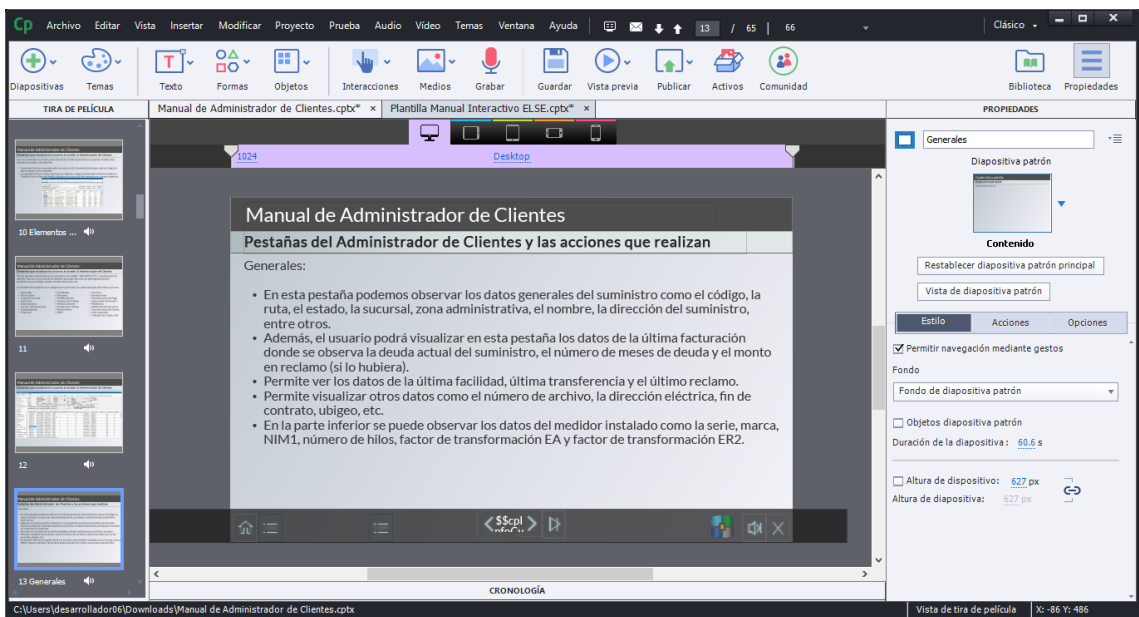 Cp Archivo Editar Vista Insertar Modificar Proyecto Prueba Audio Vídeo Temas Ventana Ayuda 13 / 65 66 Clásico
Diapositivas Temas Texto Formas Objetos Interacciones Medios Grabar Guardar Vista previa Publicar Activos Comunidad Biblioteca Propiedades
TIRA DE PELÍCULA
Manual de Administrador de Clientes.cptx* × Plantilla Manual Interactivo ELSE.cptx* ×
PROPIEDADES
10 Elementos ...
11
12
13 Generales
1024 Desktop
Manual de Administrador de Clientes
Pestañas del Administrador de Clientes y las acciones que realizan
Generales:
• En esta pestaña podemos observar los datos generales del suministro como el código, la
ruta, el estado, la sucursal, zona administrativa, el nombre, la dirección del suministro,
entre otros.
• Además, el usuario podrá visualizar en esta pestaña los datos de la última facturación
donde se observa la deuda actual del suministro, el número de meses de deuda y el monto
en reclamo (si lo hubiera).
• Permite ver los datos de la última facilidad, última transferencia y el último reclamo.
• Permite visualizar otros datos como el número de archivo, la dirección eléctrica, fin de
contrato, ubigeo, etc.
• En la parte inferior se puede observar los datos del medidor instalado como la serie, marca,
NIM1, número de hilos, factor de transformación EA y factor de transformación ER2.
$$cpl
CRONOLOGÍA
Generales
Diapositiva patrón
Contenido
Restablecer diapositiva patrón principal
Vista de diapositiva patrón
Estilo Acciones Opciones
Permitir navegación mediante gestos
Fondo
Fondo de diapositiva patrón
Objetos diapositiva patrón
Duración de la diapositiva: 60.6 s
Altura de dispositivo: 627 px
Altura de diapositiva: 627 px
C:\Users\desarrollador06\Downloads\Manual de Administrador de Clientes.cptx
Vista de tira de película X: -86 Y: 486